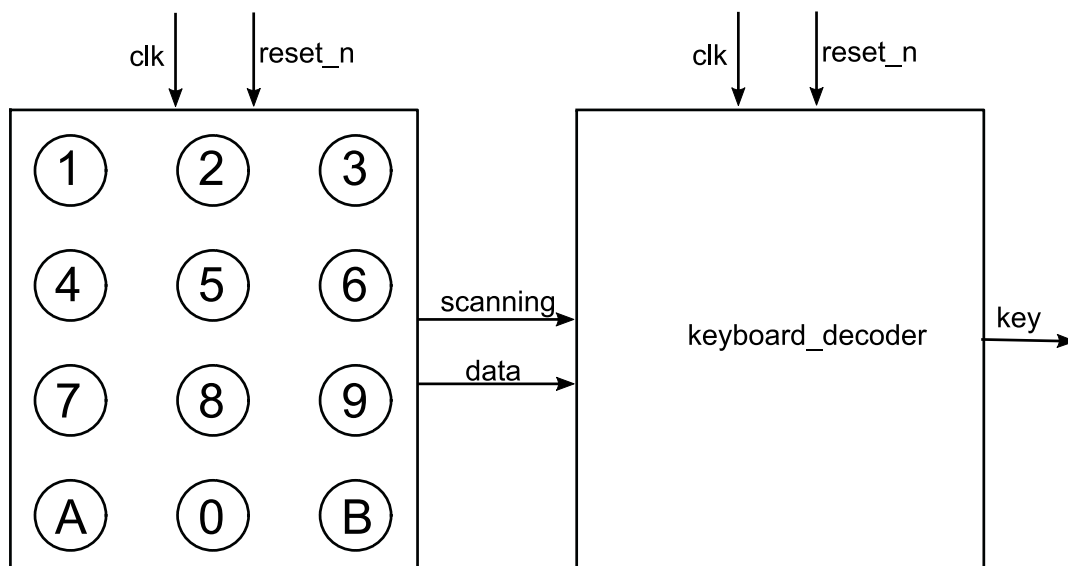 clk reset_n clk reset_n
1 2 3
4 5 6
scanning
keyboard_decoder key
data
7 8 9
A 0 B